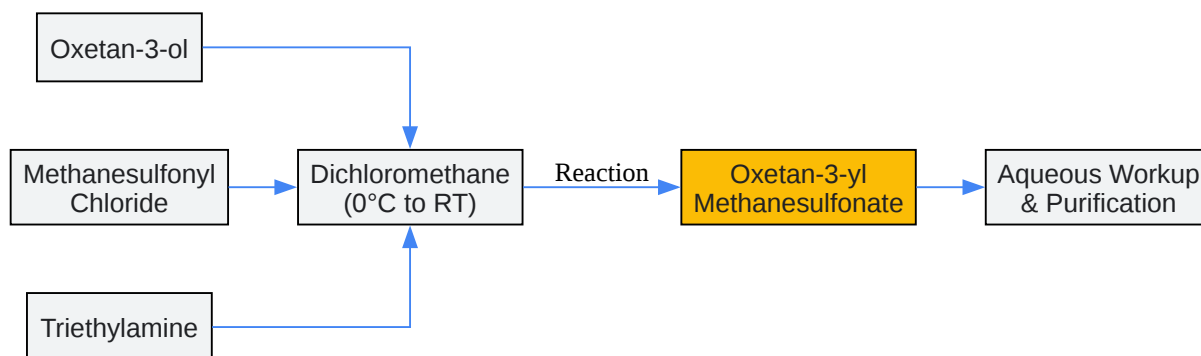 Oxetan-3-ol
Methanesulfonyl
Chloride
Dichloromethane
(0°C to RT)
Reaction
Oxetan-3-yl
Methanesulfonate
Aqueous Workup
& Purification
Triethylamine